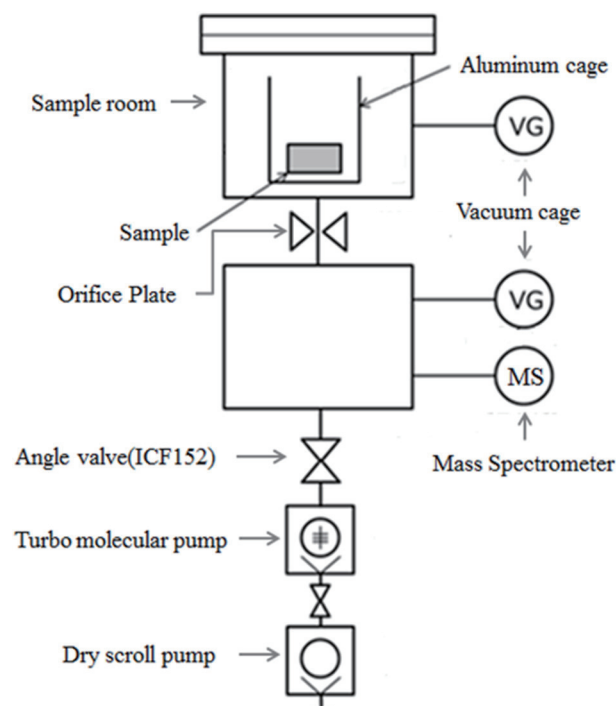 Aluminum cage
Sample room
VG
Vacuum cage
Sample
Orifice Plate
VG
MS
Angle valve(ICF152)
Mass Spectrometer
Turbo molecular pump
Dry scroll pump